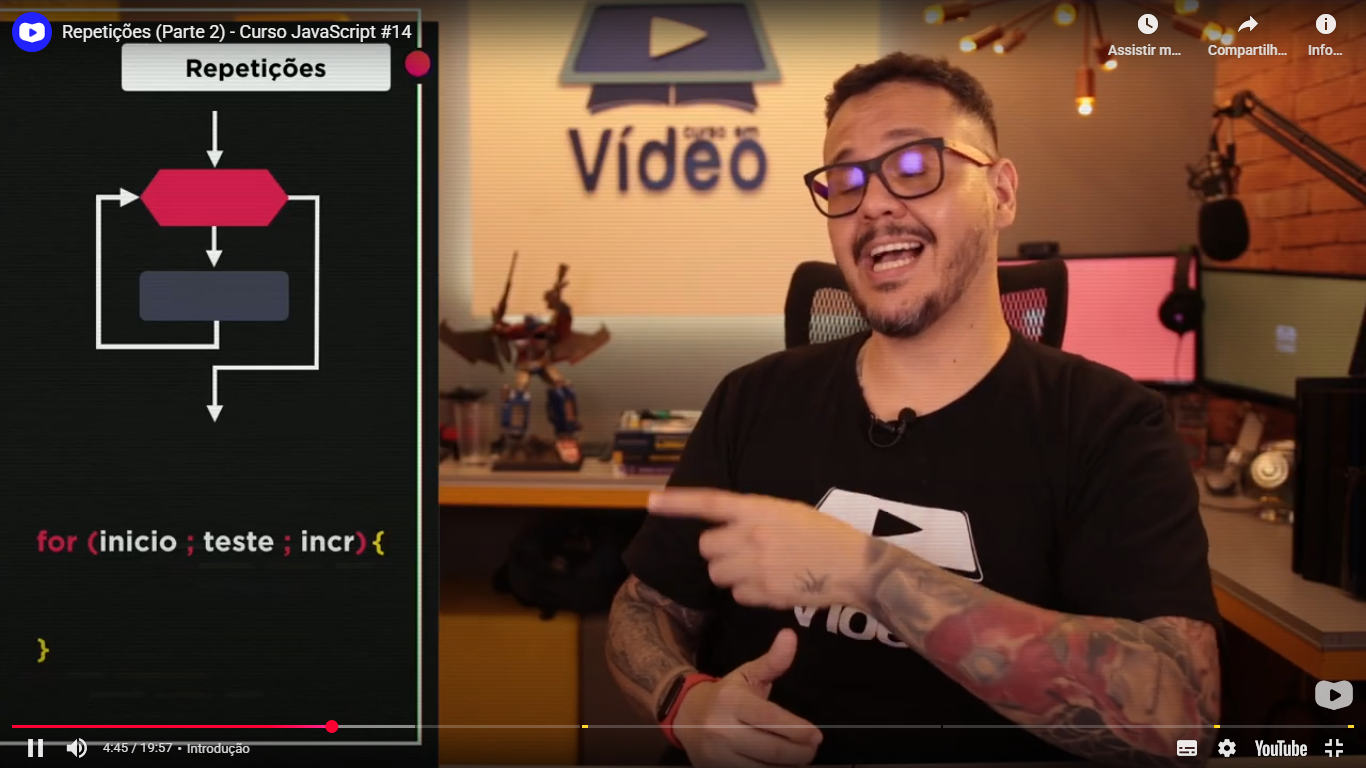 Repetições (Parte 2) - Curso JavaScript #14
Assistir m...
Compartilh...
Info...
Repetições
curso em
Vídeo
for (inicio ; teste ; incr) {
}
4:45 / 19:57 • Introdução
YouTube